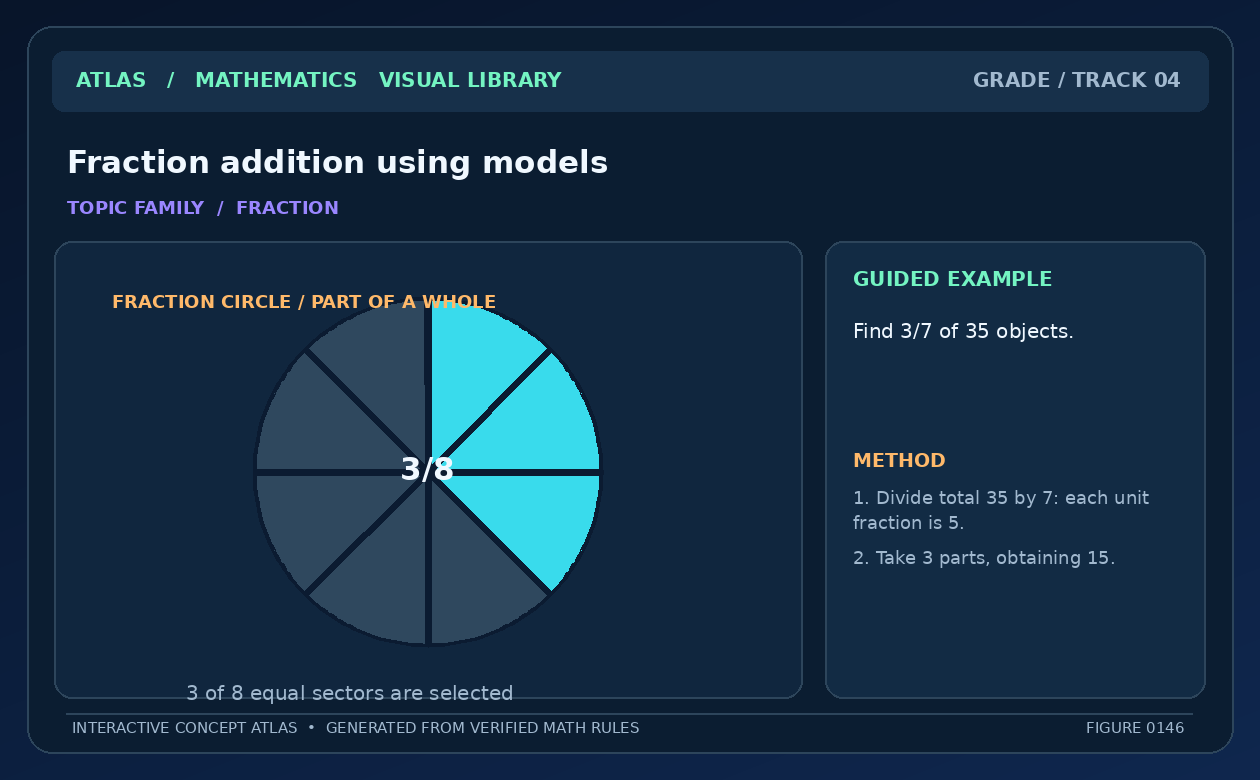 ATLAS / MATHEMATICS VISUAL LIBRARY
GRADE / TRACK 04
Fraction addition using models
TOPIC FAMILY / FRACTION
FRACTION CIRCLE / PART OF A WHOLE
3/8
3 of 8 equal sectors are selected
GUIDED EXAMPLE
Find 3/7 of 35 objects.
METHOD
1. Divide total 35 by 7: each unit
fraction is 5.
2. Take 3 parts, obtaining 15.
INTERACTIVE CONCEPT ATLAS • GENERATED FROM VERIFIED MATH RULES
FIGURE 0146